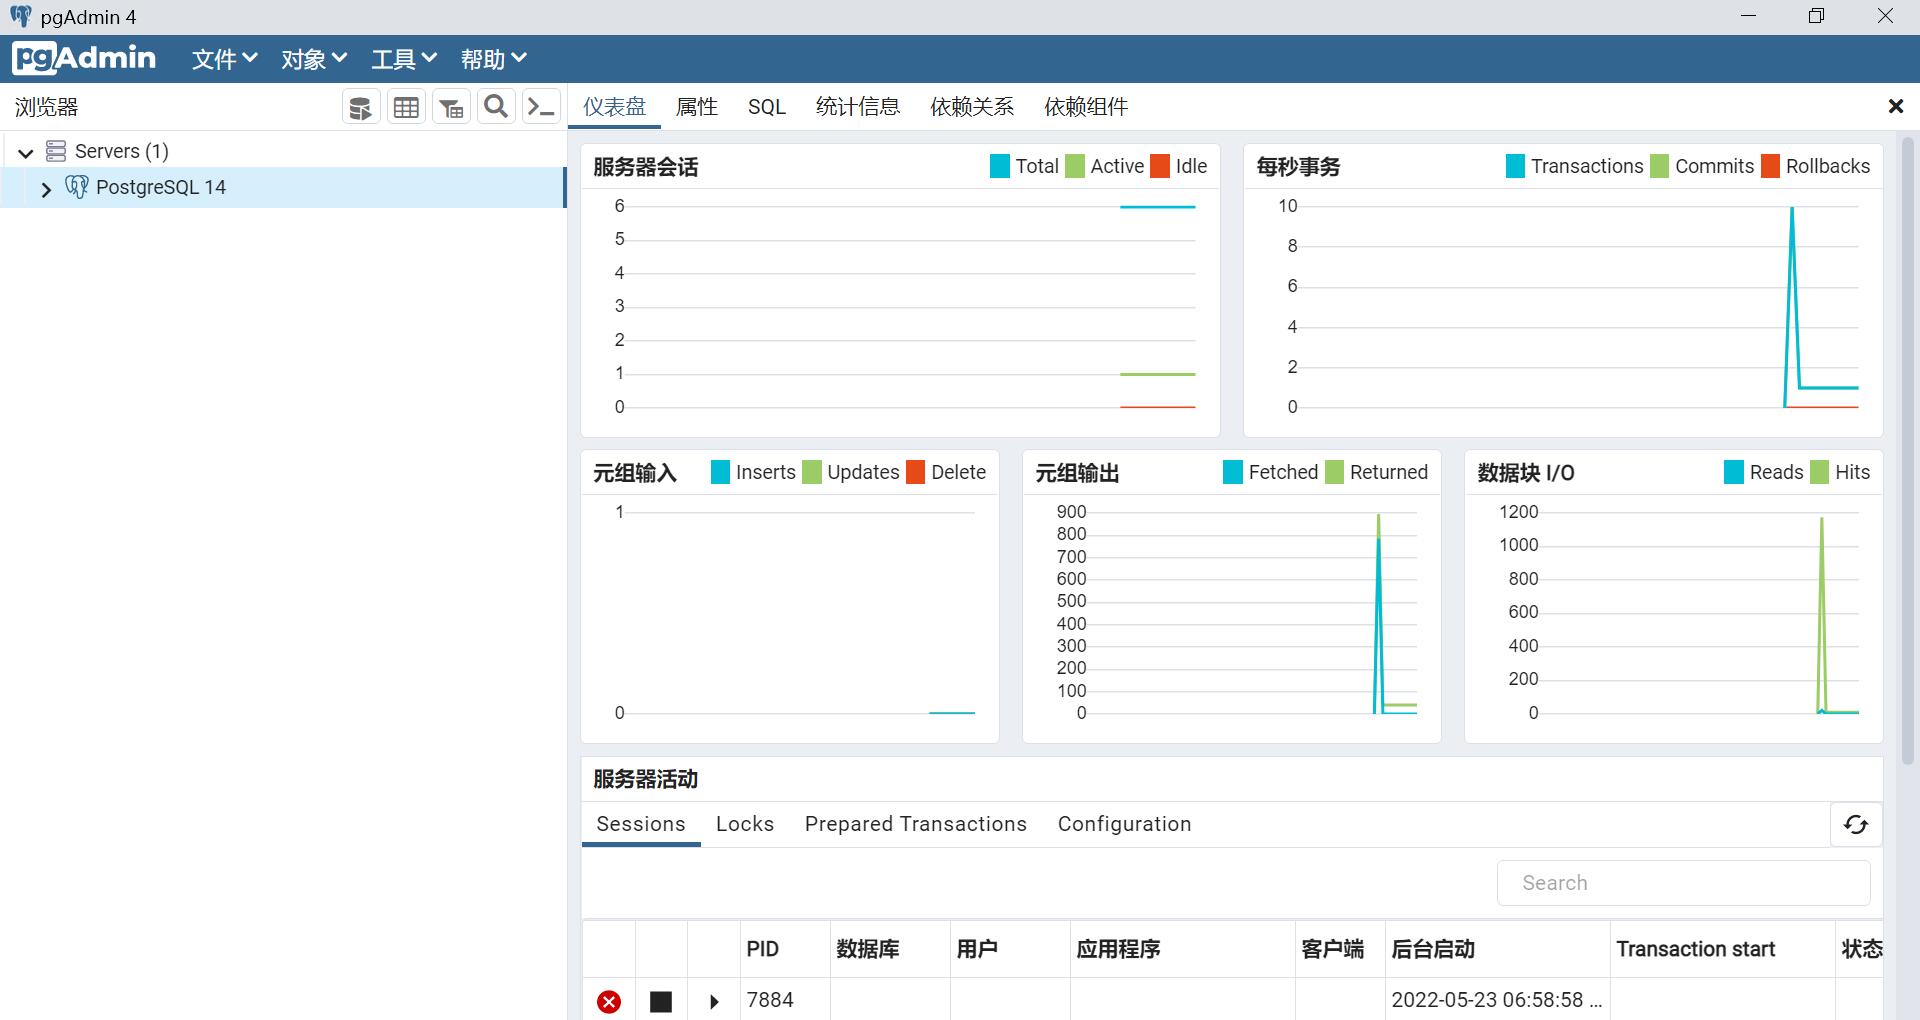 pgAdmin 4
pgAdmin 文件 对象 工具 帮助
浏览器
仪表盘 属性 SQL 统计信息 依赖关系 依赖组件
Servers (1)
PostgreSQL 14
服务器会话 Total Active Idle
6
5
4
3
2
1
0
每秒事务 Transactions Commits Rollbacks
10
8
6
4
2
0
元组输入 Inserts Updates Delete
1
0
元组输出 Fetched Returned
900
800
700
600
500
400
300
200
100
0
数据块 I/O Reads Hits
1200
1000
800
600
400
200
0
服务器活动
Sessions Locks Prepared Transactions Configuration
Search
PID 数据库 用户 应用程序 客户端 后台启动 Transaction start 状态
7884 2022-05-23 06:58:58 ...